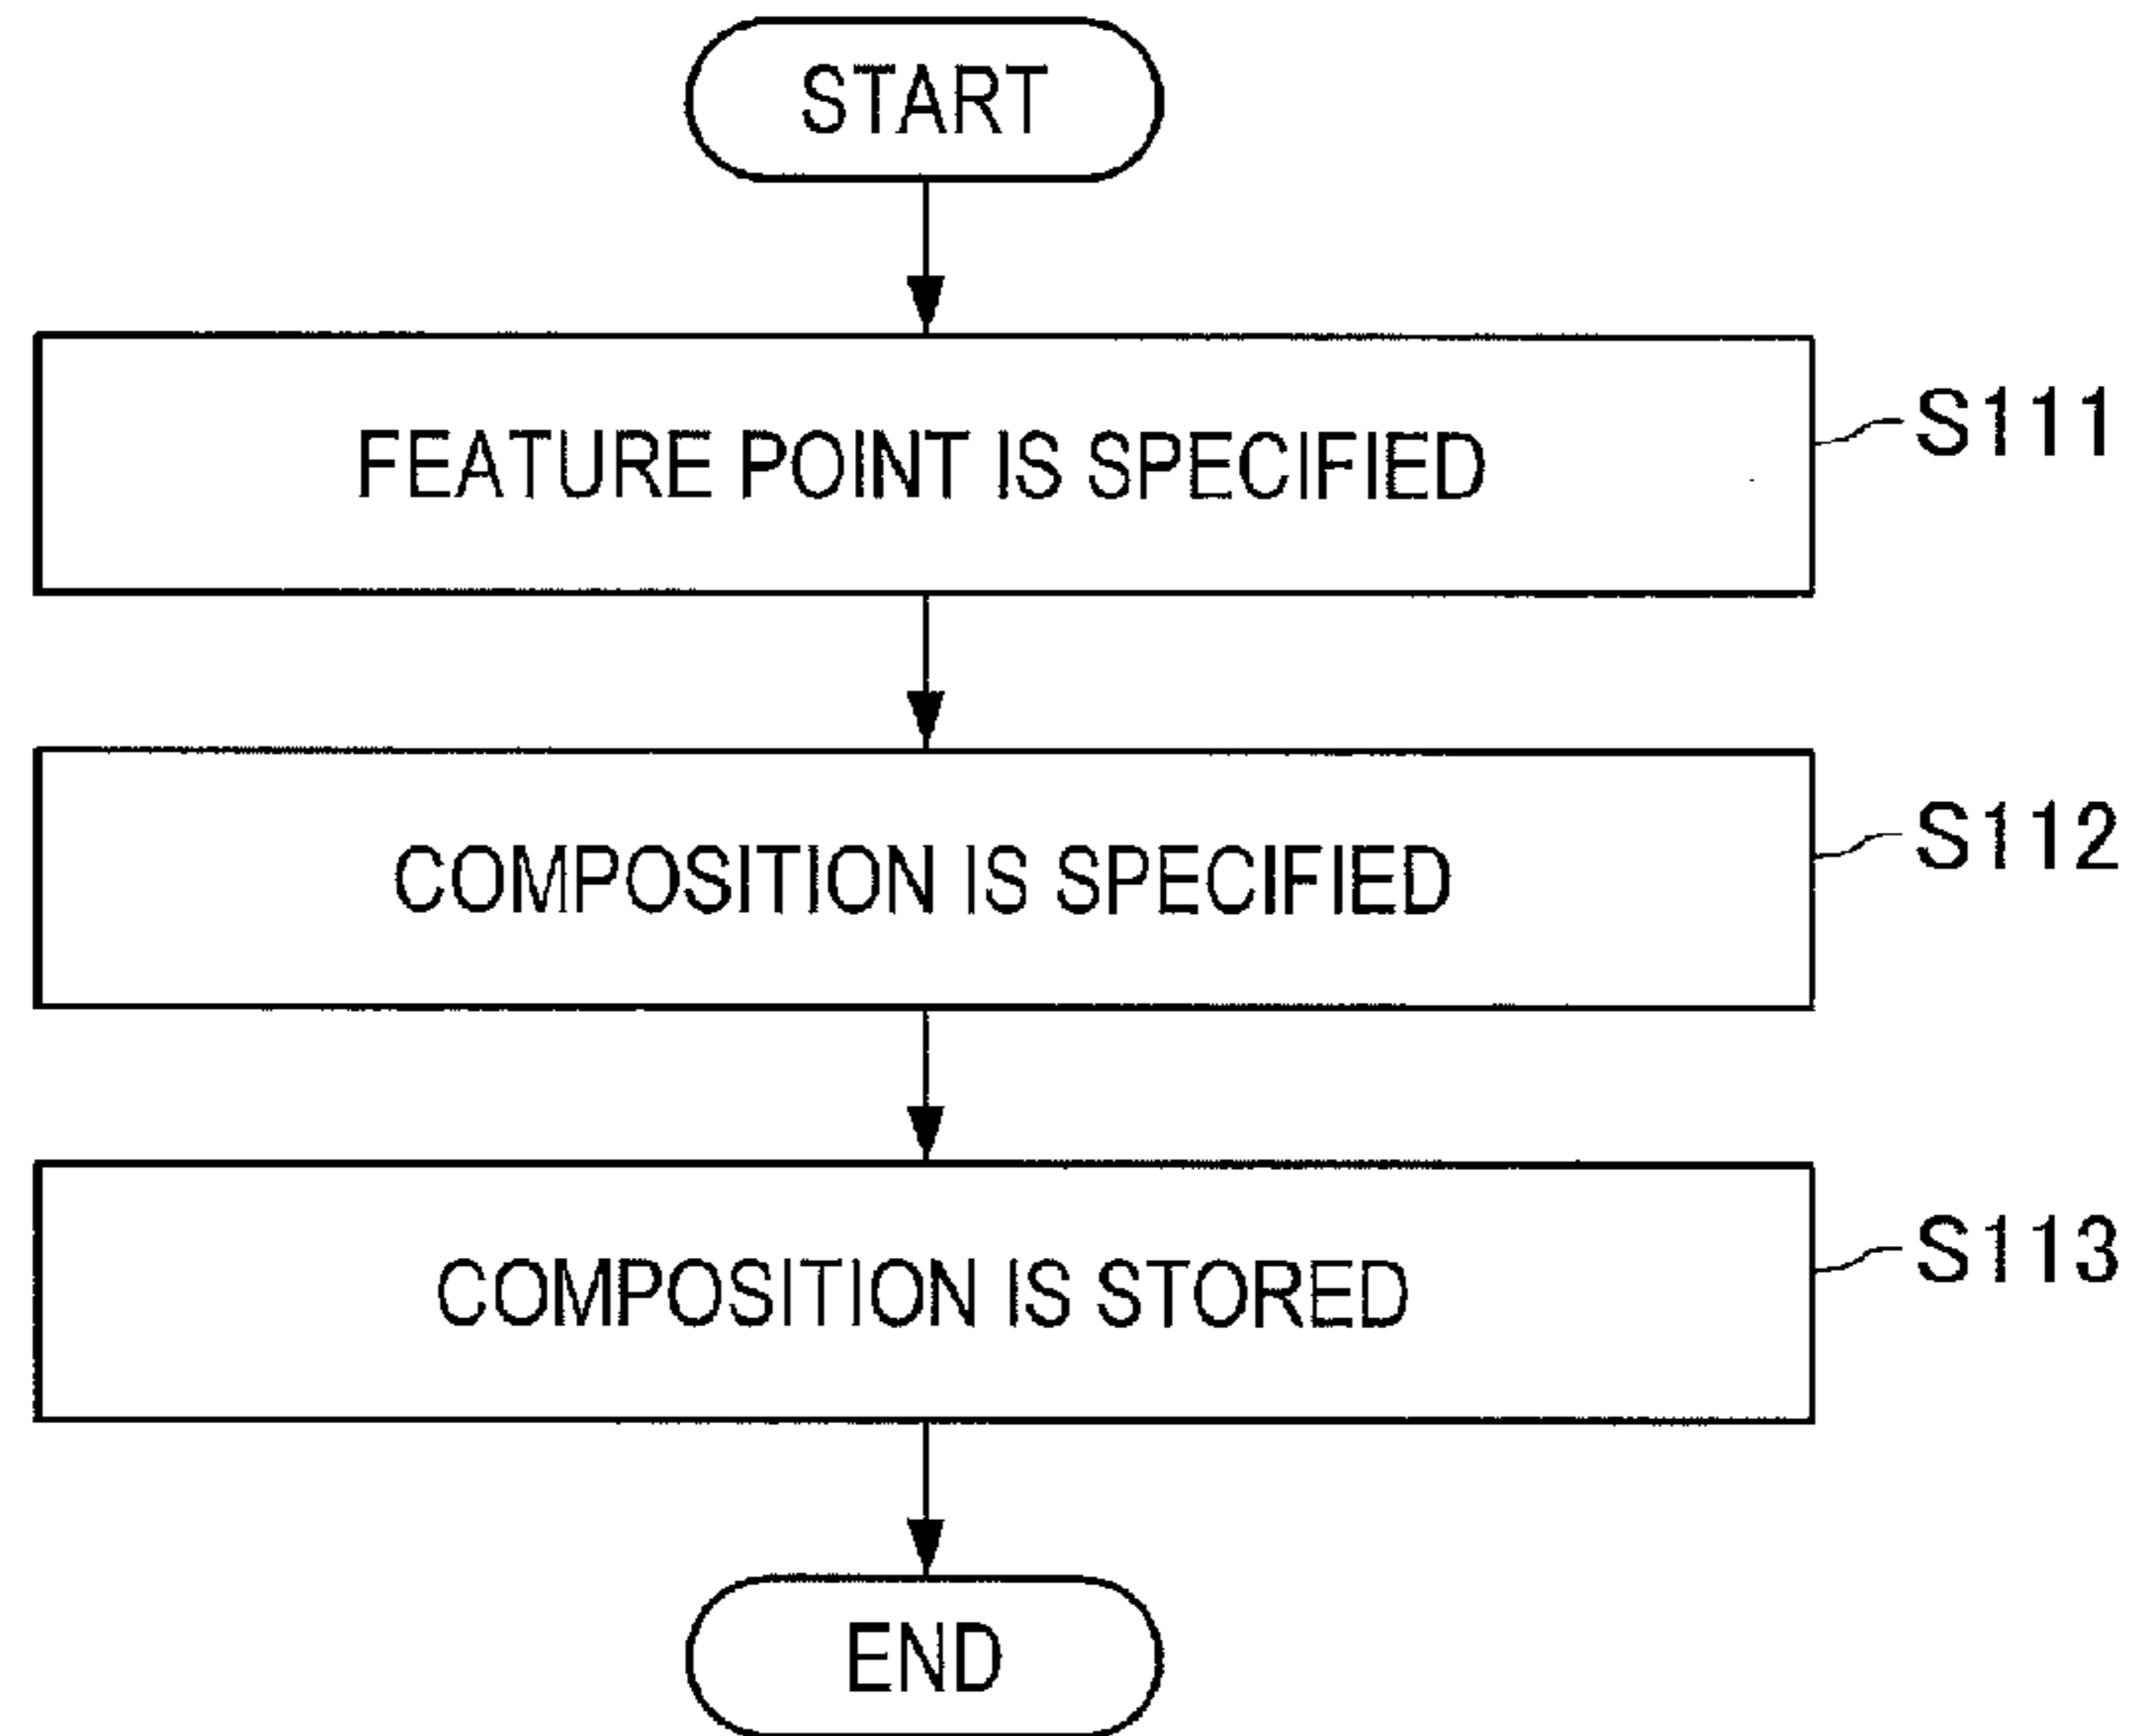 START
FEATURE POINT IS SPECIFIED
S111
COMPOSITION IS SPECIFIED
S112
COMPOSITION IS STORED
S113
END